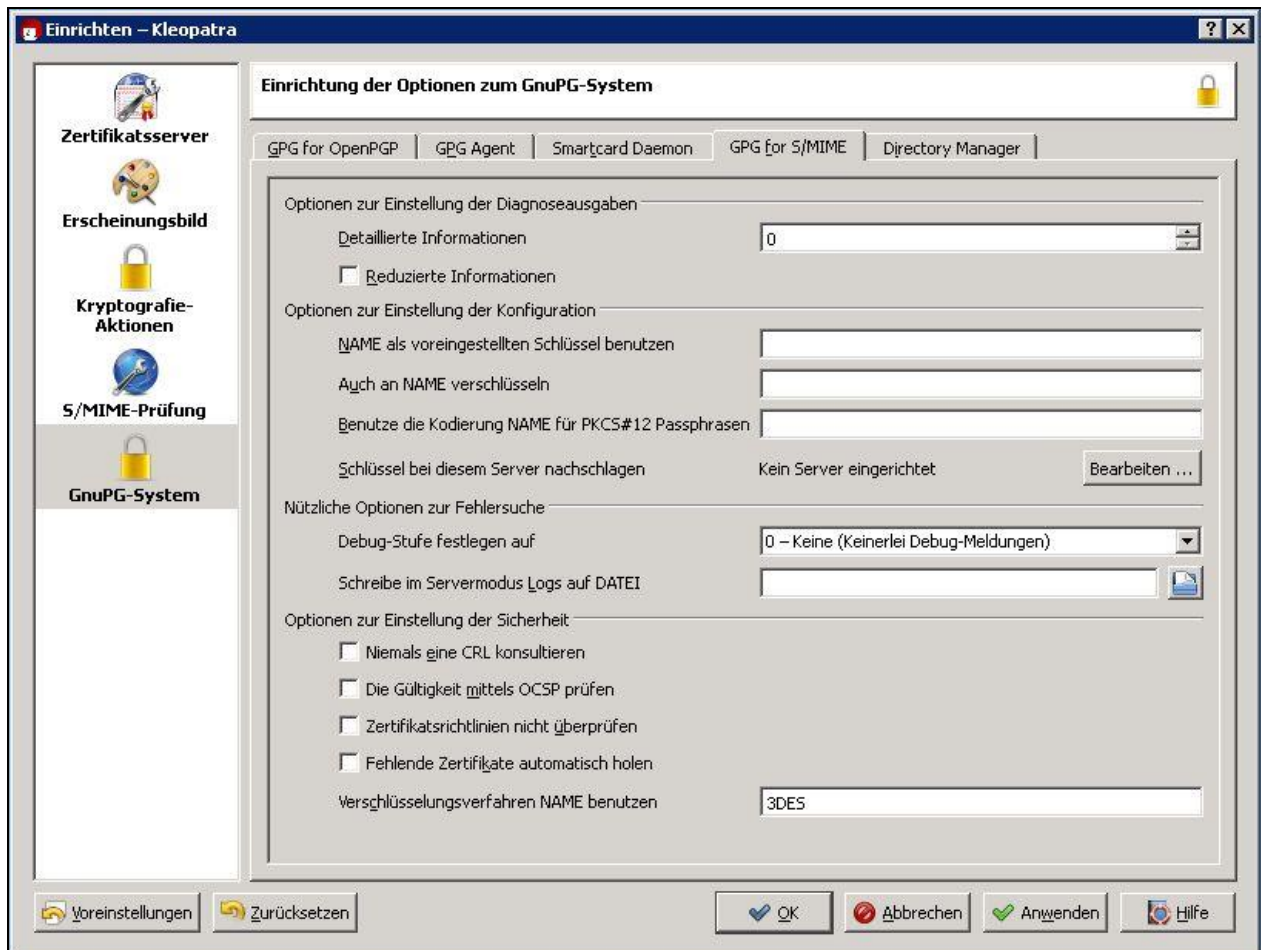 Einrichten – Kleopatra
Zertifikatsserver
Erscheinungsbild
Kryptografie-
Aktionen
S/MIME-Prüfung
GnuPG-System
Einrichtung der Optionen zum GnuPG-System
GPG for OpenPGP
GPG Agent
Smartcard Daemon
GPG for S/MIME
Directory Manager
Optionen zur Einstellung der Diagnoseausgaben
Detaillierte Informationen
0
Reduzierte Informationen
Optionen zur Einstellung der Konfiguration
NAME als voreingestellten Schlüssel benutzen
Auch an NAME verschlüsseln
Benutze die Kodierung NAME für PKCS#12 Passphrasen
Schlüssel bei diesem Server nachschlagen
Kein Server eingerichtet
Bearbeiten ...
Nützliche Optionen zur Fehlersuche
Debug-Stufe festlegen auf
0 – Keine (Keinerlei Debug-Meldungen)
Schreibe im Servermodus Logs auf DATEI
Optionen zur Einstellung der Sicherheit
Niemals eine CRL konsultieren
Die Gültigkeit mittels OCSP prüfen
Zertifikatsrichtlinien nicht überprüfen
Fehlende Zertifikate automatisch holen
Verschlüsselungsverfahren NAME benutzen
3DES
Voreinstellungen
Zurücksetzen
OK
Abbrechen
Anwenden
Hilfe